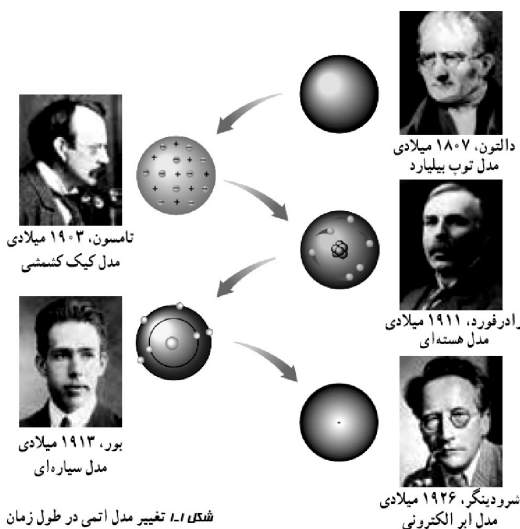 دالتون، ۱۸۰۷ میلادی
مدل توپ بیلیارد
تامسون، ۱۹۰۳ میلادی
مدل کیک کشمشی
رادرفورد، ۱۹۱۱ میلادی
مدل هسته‌ای
بور، ۱۹۱۳ میلادی
مدل سیاره‌ای
شرودینگر، ۱۹۲۶ میلادی
مدل ابر الکترونی
شکل ۱-۱ تغییر مدل اتمی در طول زمان